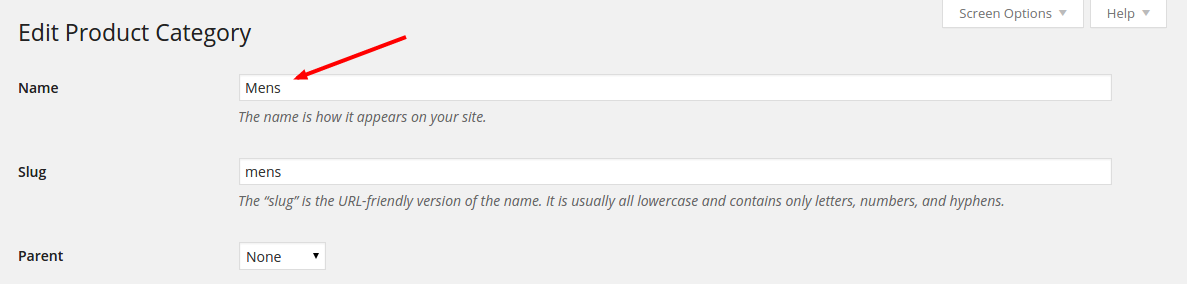 Screen Options
Help
Edit Product Category
Name
Mens
The name is how it appears on your site.
Slug
mens
The “slug” is the URL-friendly version of the name. It is usually all lowercase and contains only letters, numbers, and hyphens.
Parent
None